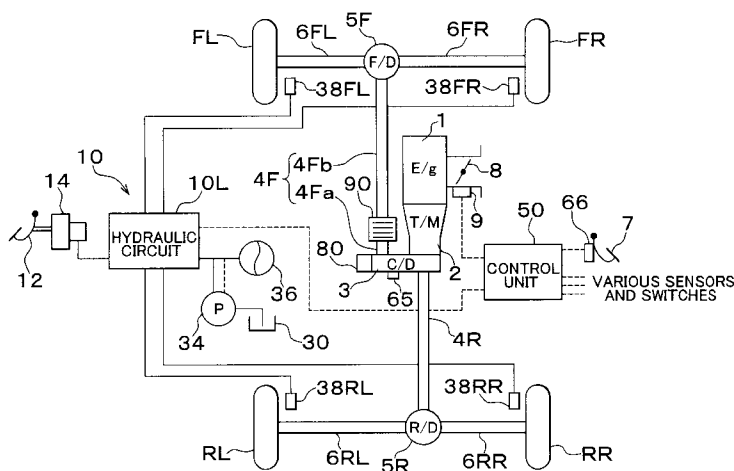 FL
6FL
5F
6FR
FR
F/D
38FL
38FR
1
E/g
8
4F
4Fb
4Fa
90
10
14
10L
12
HYDRAULIC
CIRCUIT
T/M
9
50
66
7
80
C/D
2
3
65
CONTROL
UNIT
VARIOUS SENSORS
AND SWITCHES
36
P
34
30
4R
38RL
38RR
R/D
RL
6RL
5R
6RR
RR